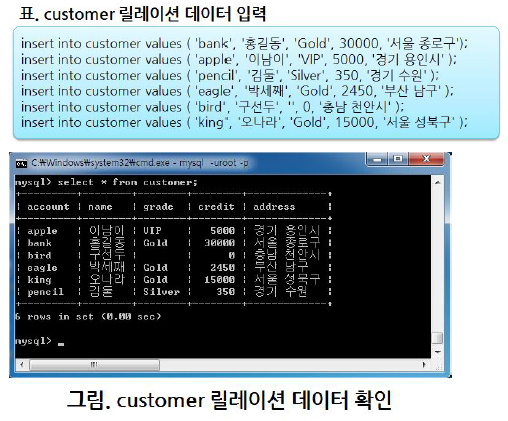 표. customer 릴레이션 데이터 입력
insert into customer values ( 'bank', '홍길동', 'Gold', 30000, '서울 종로구');
insert into customer values ( 'apple', '이남이', 'VIP', 5000, '경기 용인시' );
insert into customer values ( 'pencil', '김둘', 'Silver', 350, '경기 수원' );
insert into customer values ( 'eagle', '박세째', 'Gold', 2450, '부산 남구' );
insert into customer values ( 'bird', '구선두', '', 0, '충남 천안시' );
insert into customer values ( 'king', '오나라', 'Gold', 15000, '서울 성북구' );
C:₩Windows₩system32₩cmd.exe - mysql -uroot -p
mysql> select * from customer;
+---------+--------+--------+--------+-------------+
| account | name | grade | credit | address |
+---------+--------+--------+--------+-------------+
| apple | 이남이 | VIP | 5000 | 경기 용인시 |
| bank | 홍길동 | Gold | 30000 | 서울 종로구 |
| bird | 구선두 | | 0 | 충남 천안시 |
| eagle | 박세째 | Gold | 2450 | 부산 남구 |
| king | 오나라 | Gold | 15000 | 서울 성북구 |
| pencil | 김둘 | Silver | 350 | 경기 수원 |
+---------+--------+--------+--------+-------------+
6 rows in set (0.00 sec)
mysql> _
그림. customer 릴레이션 데이터 확인